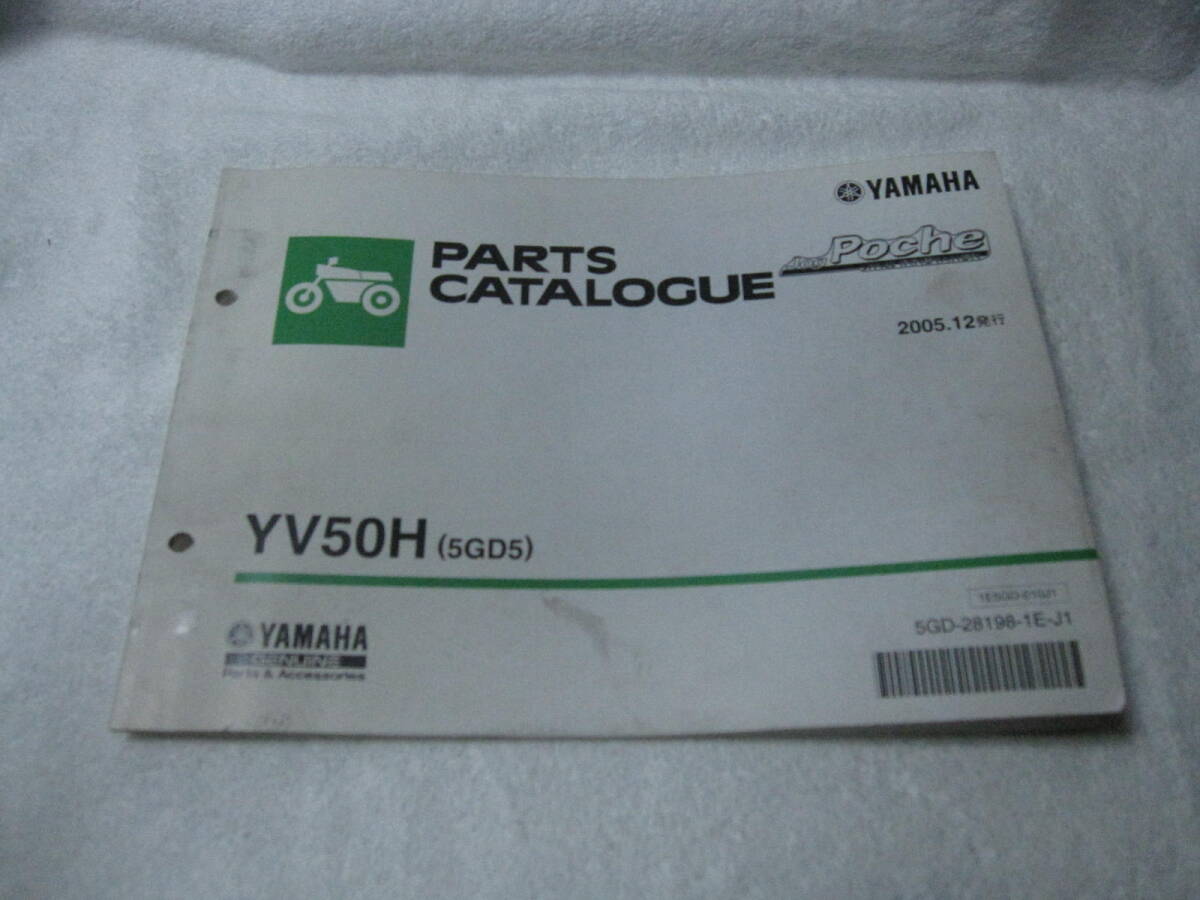 YAMAHA
PARTS
CATALOGUE
Jog Poche
2005.12発行
YV50H (5GD5)
YAMAHA
GENUINE
Parts & Accessories
5GD-28198-1E-J1